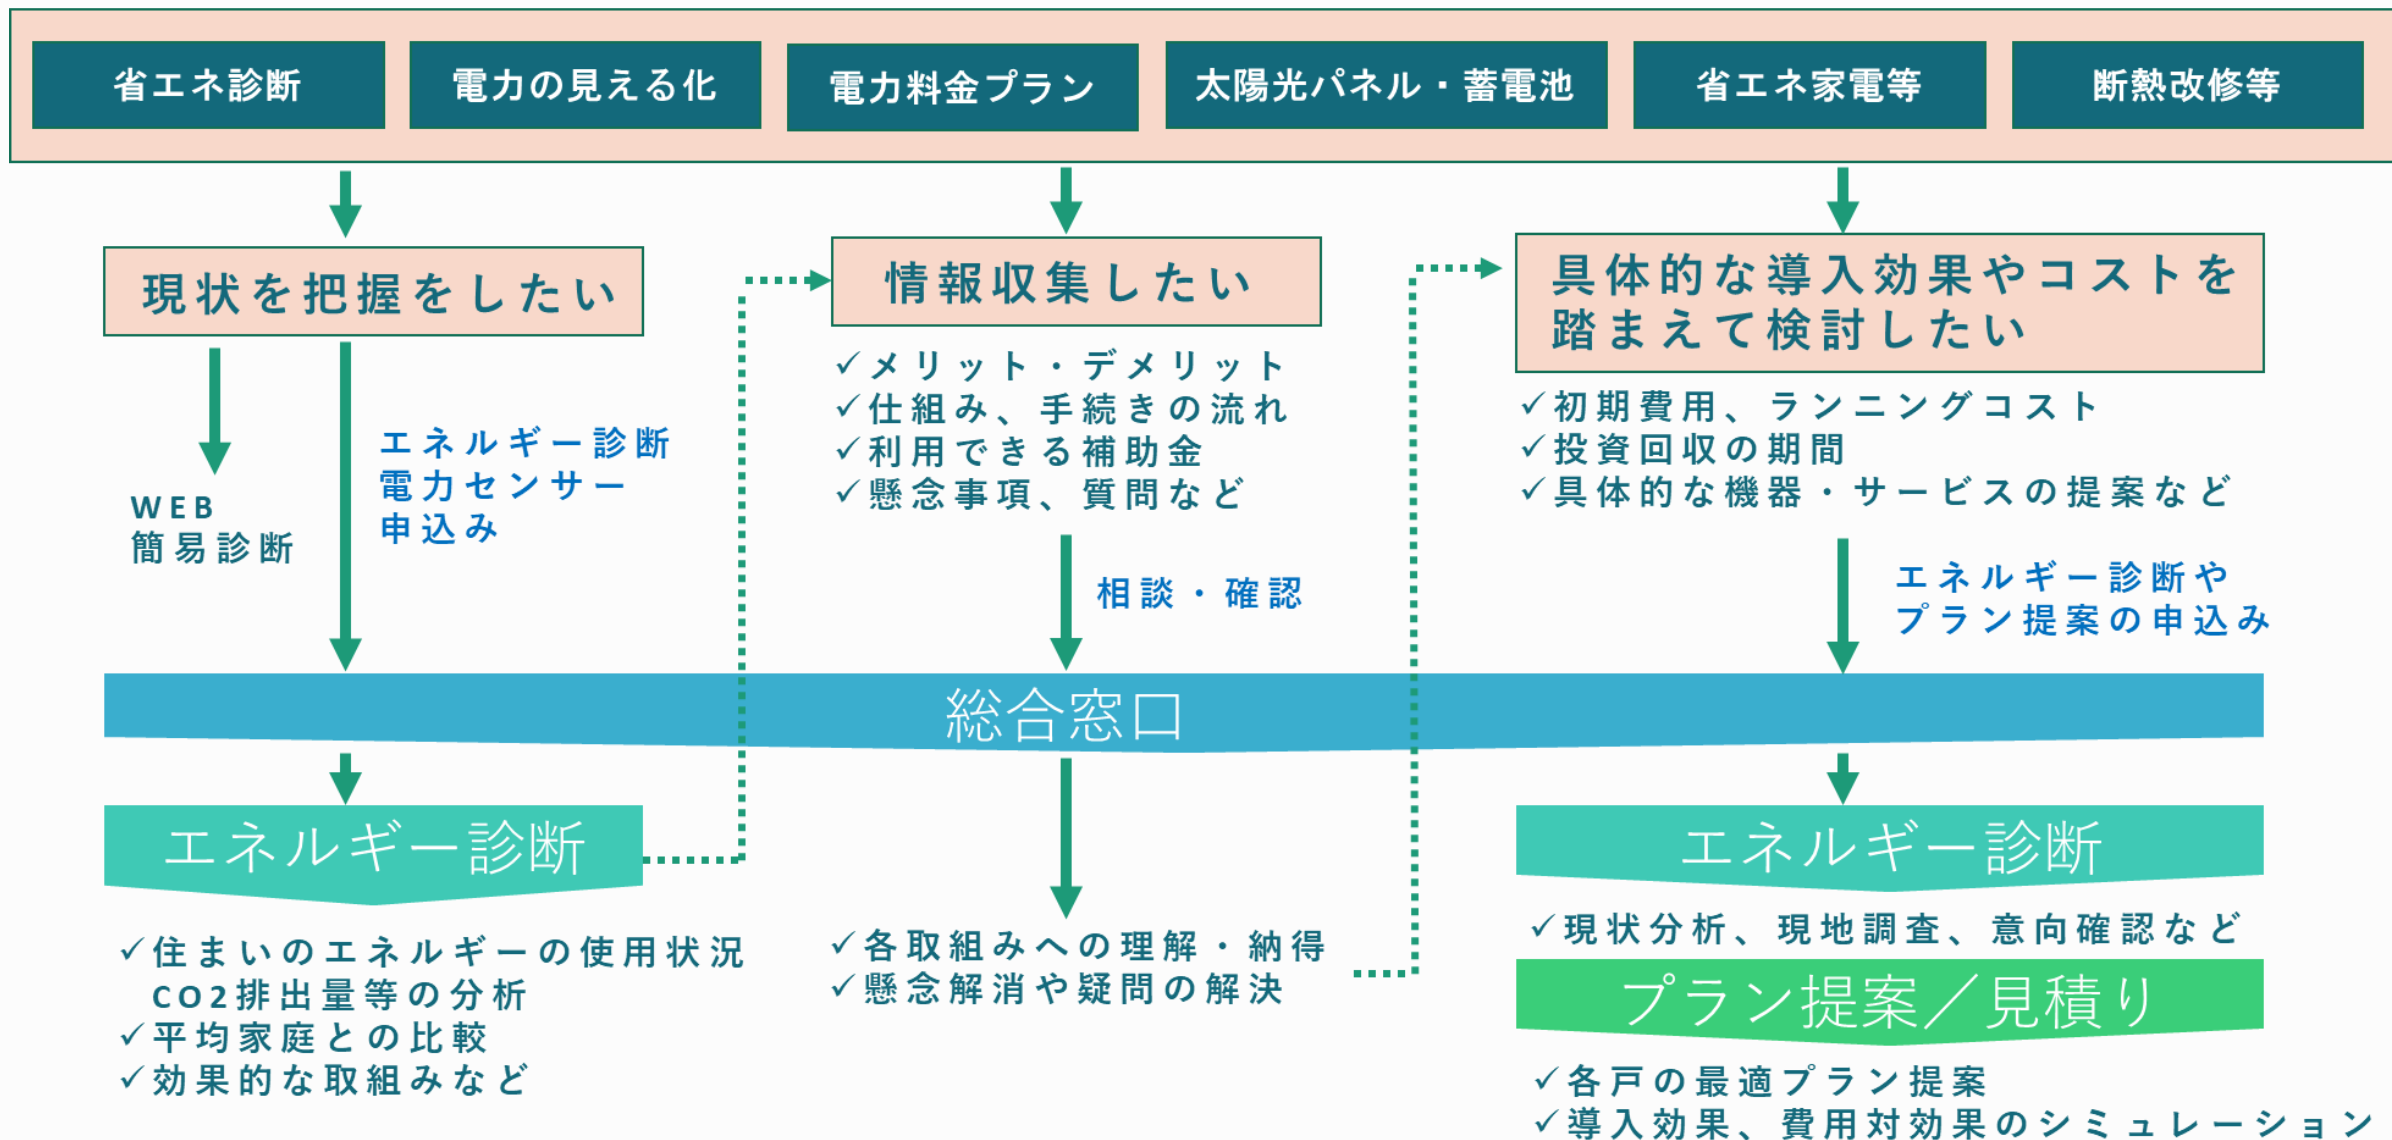 省エネ診断
電力の見える化
電力料金プラン
太陽光パネル・蓄電池
省エネ家電等
断熱改修等
現状を把握をしたい
WEB
簡易診断
エネルギー診断
電力センサー
申込み
情報収集したい
✓メリット・デメリット
✓仕組み、手続きの流れ
✓利用できる補助金
✓懸念事項、質問など
相談・確認
具体的な導入効果やコストを
踏まえて検討したい
✓初期費用、ランニングコスト
✓投資回収の期間
✓具体的な機器・サービスの提案など
エネルギー診断や
プラン提案の申込み
総合窓口
エネルギー診断
✓住まいのエネルギーの使用状況
CO2排出量等の分析
✓平均家庭との比較
✓効果的な取組みなど
✓各取組みへの理解・納得
✓懸念解消や疑問の解決
エネルギー診断
✓現状分析、現地調査、意向確認など
プラン提案／見積り
✓各戸の最適プラン提案
✓導入効果、費用対効果のシミュレーション